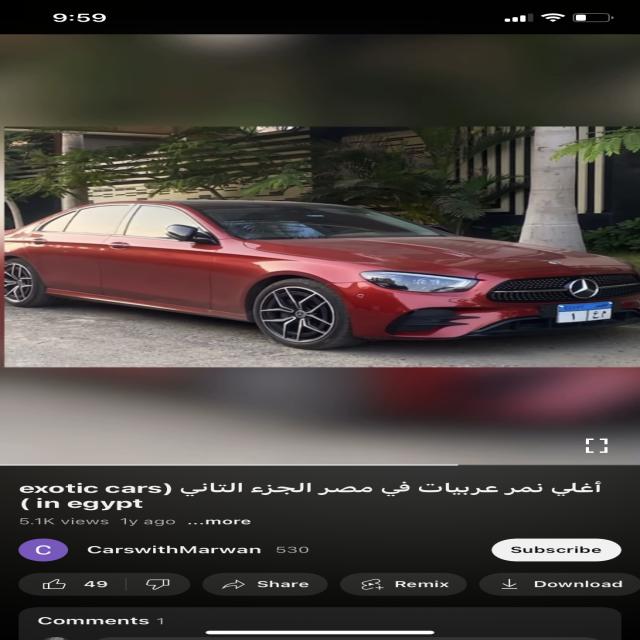 9:59
١ ع م
أغلي نمر عربيات في مصر الجزء التاني (exotic cars
in egypt )
5.1K views 1y ago ...more
C CarswithMarwan 530 Subscribe
49 Share Remix Download
Comments 1